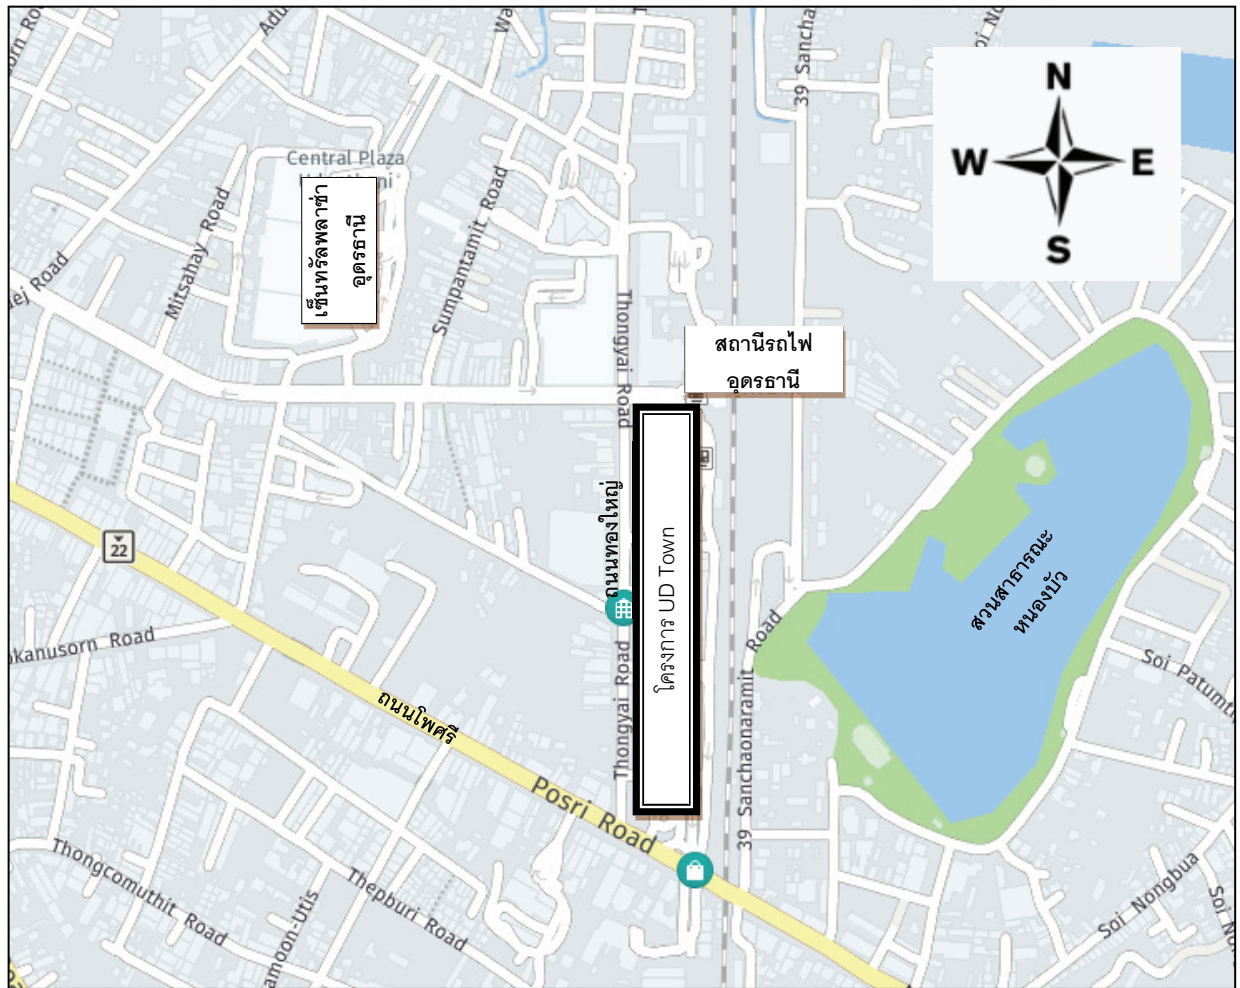 Central Plaza
เซ็นทรัลพลาซ่า
อุดรธานี
N
W
E
S
39 Sancha
Mitsahay Road
Sumpantamit Road
Thongyai Road
สถานีรถไฟ
อุดรธานี
ถนนทองใหญ่
โครงการ UD Town
สวนสาธารณะ
หนองบัว
22
kanusorn Road
ถนนโพศรี
Thongyai Road
Posri Road
39 Sanchaonaramit Road
Soi Patumt
Thongcomuthit Road
Thepburi Road
amoon-Utis
Soi Nongbua
Soi